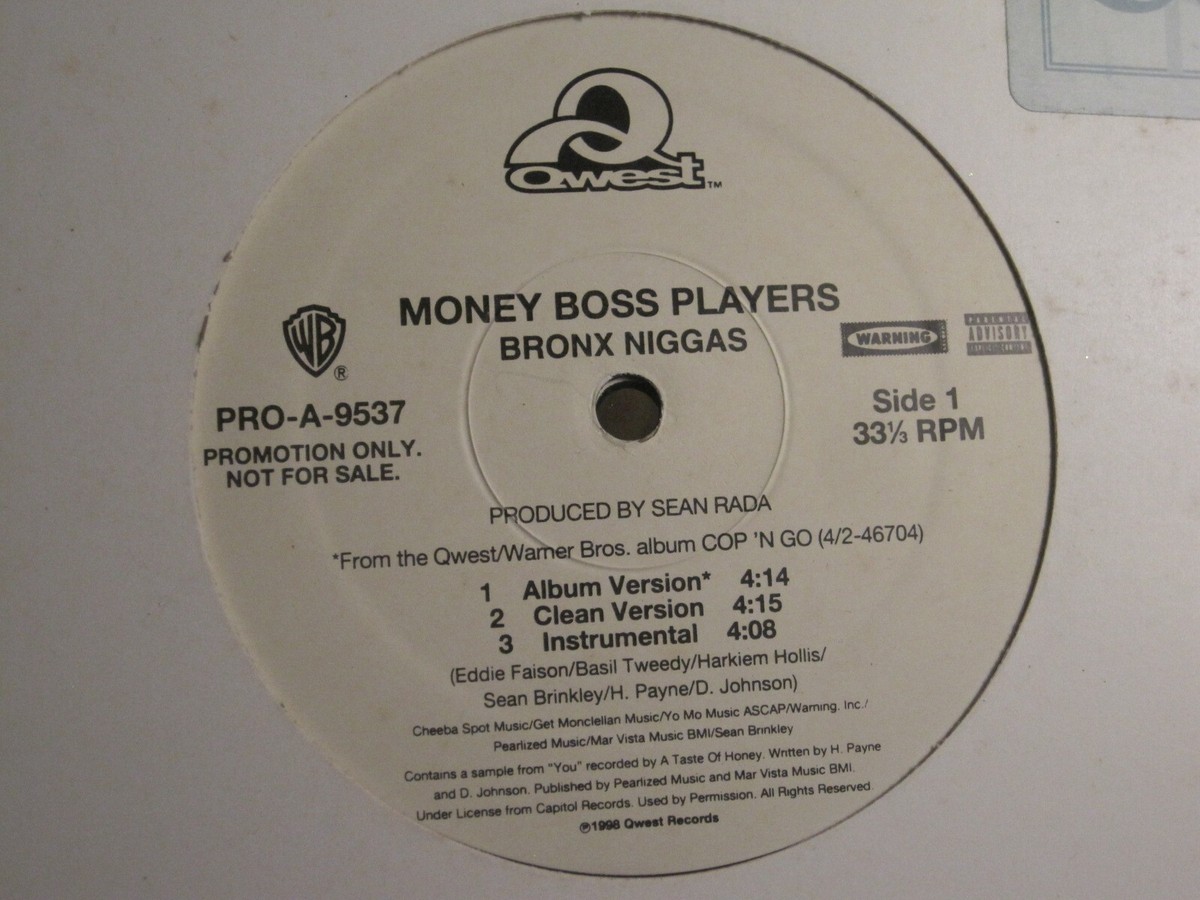 Qwest™
MONEY BOSS PLAYERS
BRONX NIGGAS
WB®
PRO-A-9537
PROMOTION ONLY.
NOT FOR SALE.
WARNING
PARENTAL
ADVISORY
Side 1
33⅓ RPM
PRODUCED BY SEAN RADA
*From the Qwest/Warner Bros. album COP 'N GO (4/2-46704)
1 Album Version* 4:14
2 Clean Version 4:15
3 Instrumental 4:08
(Eddie Faison/Basil Tweedy/Harkiem Hollis/
Sean Brinkley/H. Payne/D. Johnson)
Cheeba Spot Music/Get Monclellan Music/Yo Mo Music ASCAP/Warning. Inc./
Pearlized Music/Mar Vista Music BMI/Sean Brinkley
Contains a sample from "You" recorded by A Taste Of Honey. Written by H. Payne
and D. Johnson. Published by Pearlized Music and Mar Vista Music BMI.
Under License from Capitol Records. Used by Permission. All Rights Reserved.
℗1998 Qwest Records